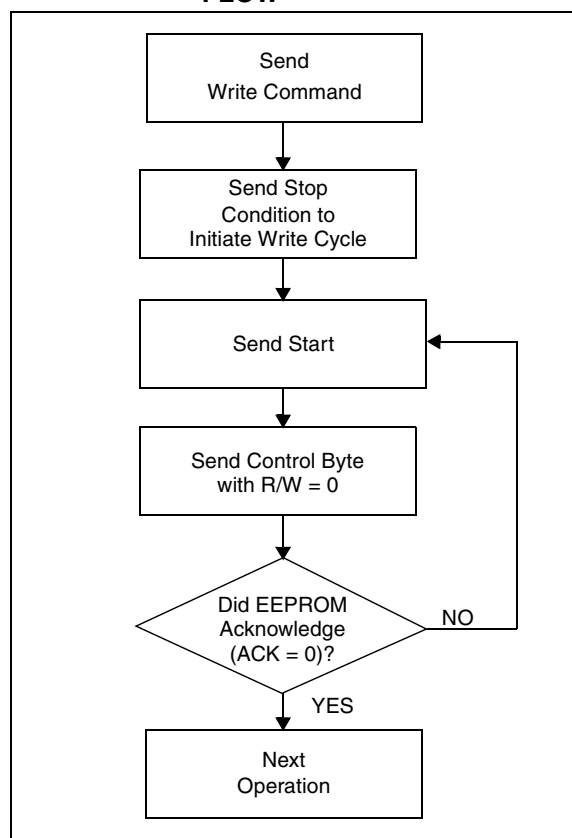 FLOW
Send
Write Command
Send Stop
Condition to
Initiate Write Cycle
Send Start
Send Control Byte
with R/W = 0
Did EEPROM
Acknowledge
(ACK = 0)?
NO
YES
Next
Operation